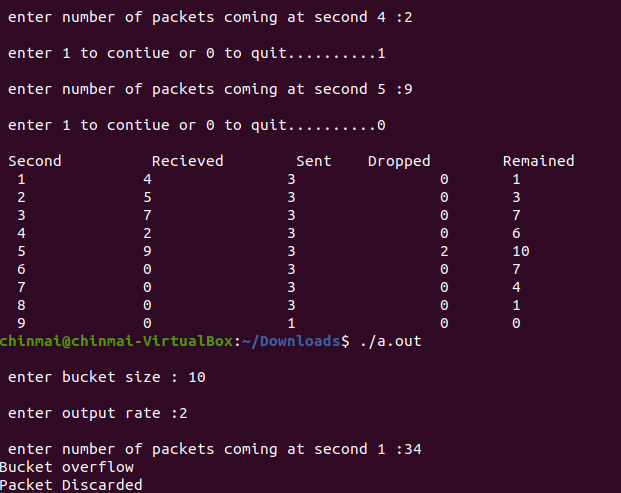 enter number of packets coming at second 4 :2
enter 1 to contiue or 0 to quit..........1
enter number of packets coming at second 5 :9
enter 1 to contiue or 0 to quit..........0
Second Recieved Sent Dropped Remained
1 4 3 0 1
2 5 3 0 3
3 7 3 0 7
4 2 3 0 6
5 9 3 2 10
6 0 3 0 7
7 0 3 0 4
8 0 3 0 1
9 0 1 0 0
chinmai@chinmai-VirtualBox:~/Downloads$ ./a.out
enter bucket size : 10
enter output rate :2
enter number of packets coming at second 1 :34
Bucket overflow
Packet Discarded